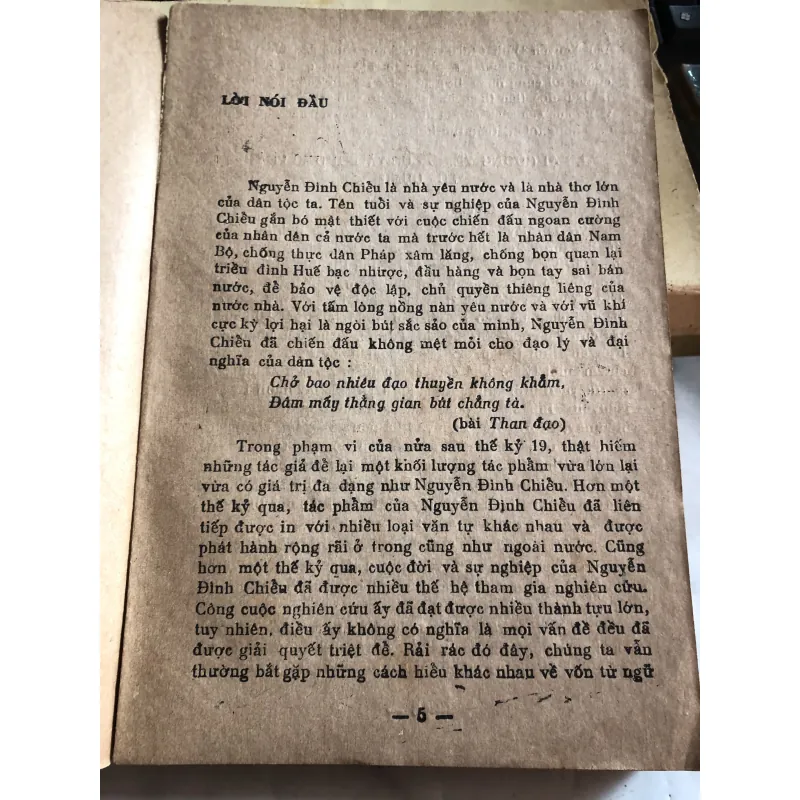 LỜI NÓI ĐẦU
Nguyễn Đình Chiểu là nhà yêu nước và là nhà thơ lớn
của dân tộc ta. Tên tuổi và sự nghiệp của Nguyễn Đình
Chiểu gắn bó mật thiết với cuộc chiến đấu ngoan cường
của nhân dân cả nước ta mà trước hết là nhân dân Nam
Bộ, chống thực dân Pháp xâm lăng, chống bọn quan lại
triều đình Huế bạc nhược, đầu hàng và bọn tay sai bán
nước, để bảo vệ độc lập, chủ quyền thiêng liêng của
nước nhà. Với tấm lòng nồng nàn yêu nước và với vũ khí
cực kỳ lợi hại là ngòi bút sắc sảo của mình, Nguyễn Đình
Chiểu đã chiến đấu không mệt mỏi cho đạo lý và đại
nghĩa của dân tộc :
Chở bao nhiêu đạo thuyền không khẳm,
Đâm mấy thằng gian bút chẳng tà.
(bài Than đạo)
Trong phạm vi của nửa sau thế kỷ 19, thật hiếm
những tác giả để lại một khối lượng tác phẩm vừa lớn lại
vừa có giá trị đa dạng như Nguyễn Đình Chiểu. Hơn một
thế kỷ qua, tác phẩm của Nguyễn Đình Chiểu đã liên
tiếp được in với nhiều loại văn tự khác nhau và được
phát hành rộng rãi ở trong cũng như ngoài nước. Cũng
hơn một thế kỷ qua, cuộc đời và sự nghiệp của Nguyễn
Đình Chiểu đã được nhiều thế hệ tham gia nghiên cứu.
Công cuộc nghiên cứu ấy đã đạt được nhiều thành tựu lớn,
tuy nhiên, điều ấy không có nghĩa là mọi vấn đề đều đã
được giải quyết triệt để. Rải rác đó đây, chúng ta vẫn
thường bắt gặp những cách hiểu khác nhau về vốn từ ngữ
— 5 —